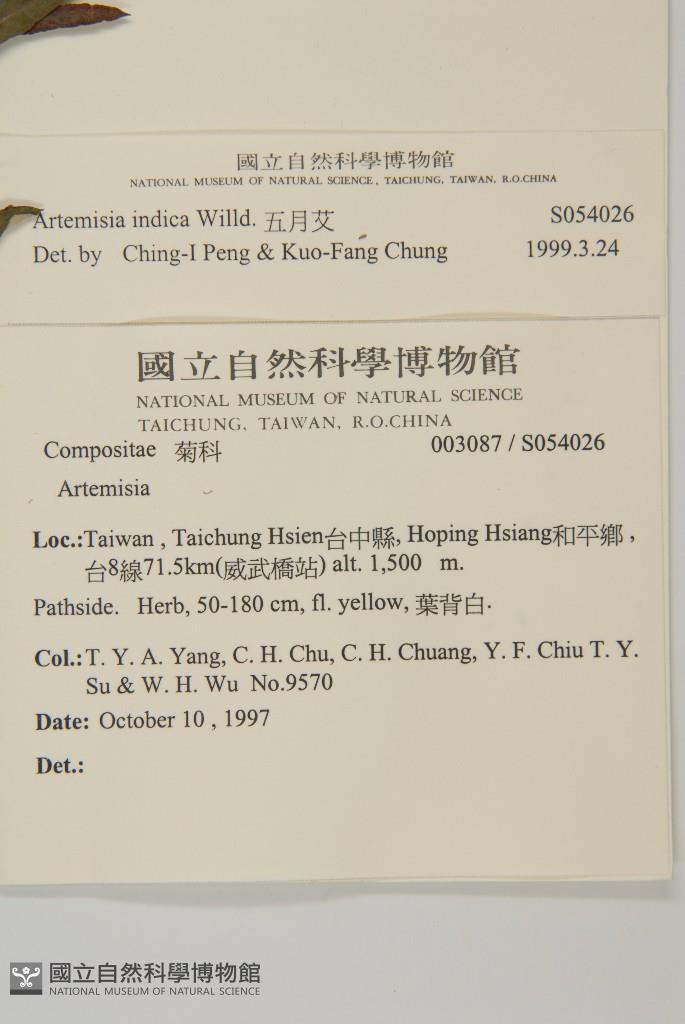 國立自然科學博物館
NATIONAL MUSEUM OF NATURAL SCIENCE, TAICHUNG, TAIWAN, R.O.CHINA
Artemisia indica Willd. 五月艾 S054026
Det. by Ching-I Peng & Kuo-Fang Chung 1999.3.24
國立自然科學博物館
NATIONAL MUSEUM OF NATURAL SCIENCE
TAICHUNG, TAIWAN, R.O.CHINA
Compositae 菊科 003087 / S054026
Artemisia
Loc.:Taiwan , Taichung Hsien台中縣, Hoping Hsiang和平鄉 ,
台8線71.5km(威武橋站) alt. 1,500 m.
Pathside. Herb, 50-180 cm, fl. yellow, 葉背白.
Col.:T. Y. A. Yang, C. H. Chu, C. H. Chuang, Y. F. Chiu T. Y.
Su & W. H. Wu No.9570
Date: October 10 , 1997
Det.:
國立自然科學博物館
NATIONAL MUSEUM OF NATURAL SCIENCE